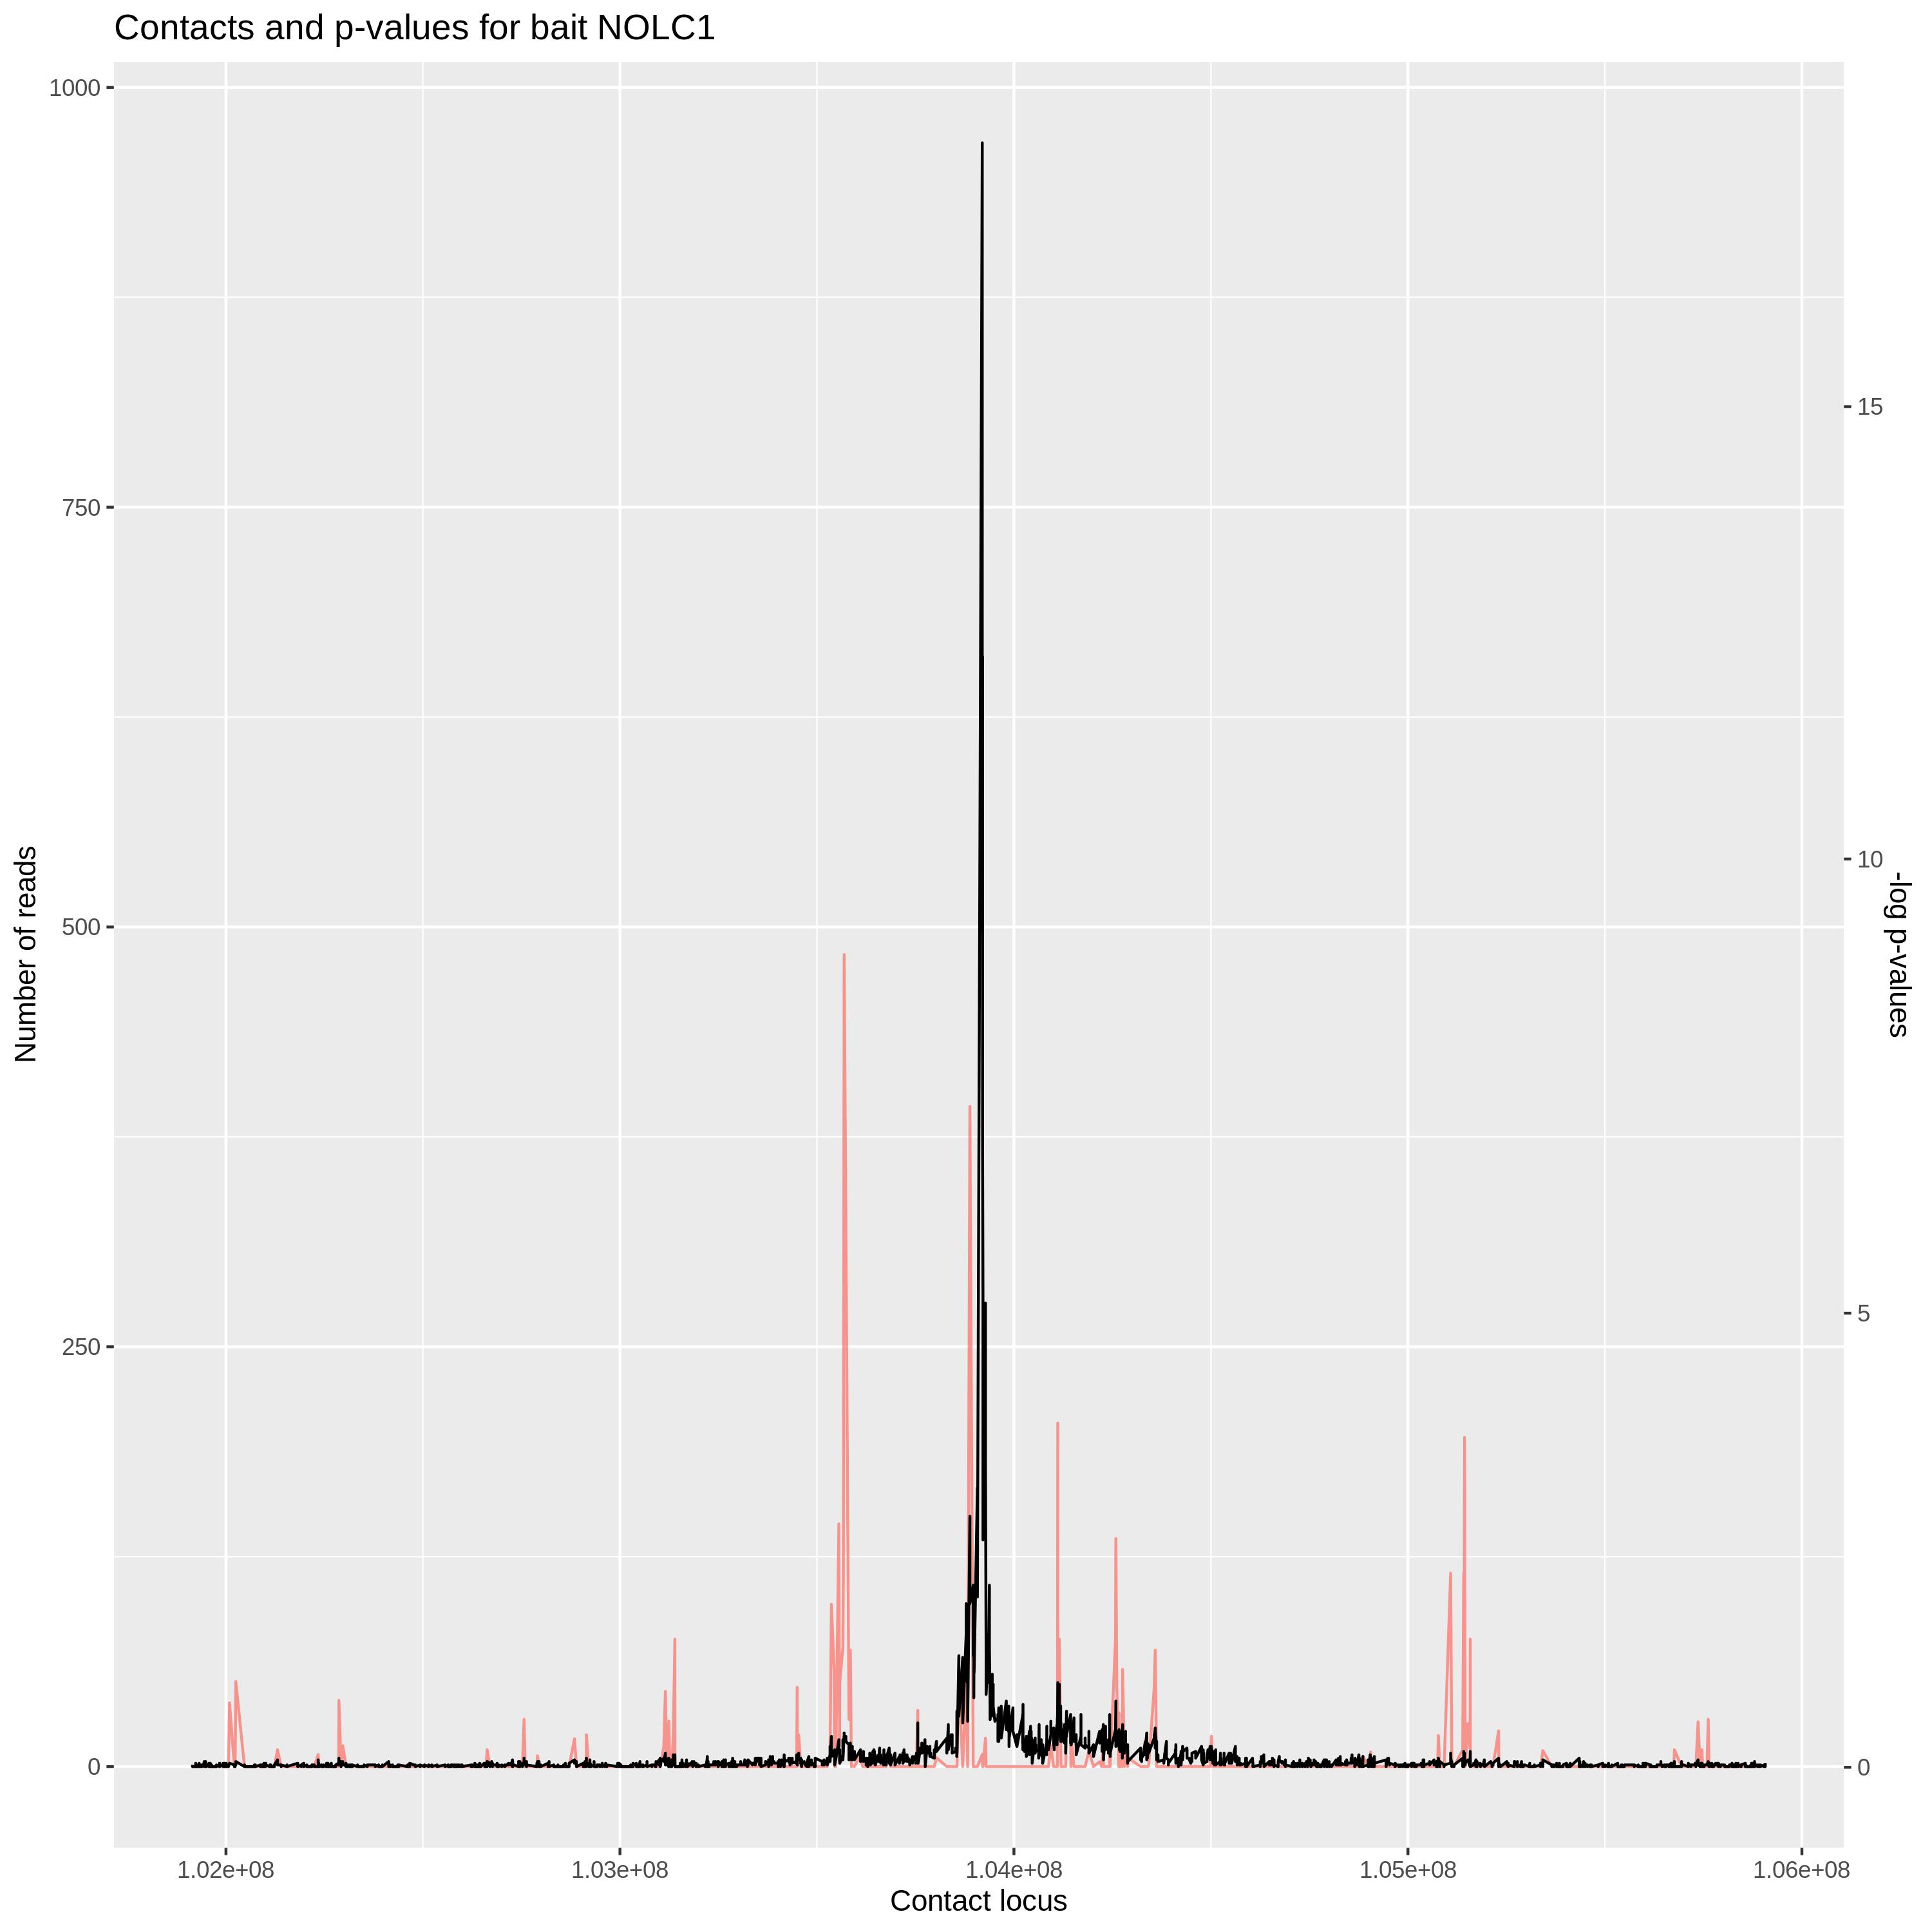 Contacts and p-values for bait NOLC1
1000
750
500
250
0
Number of reads
15
10
5
0
-log p-values
1.02e+08
1.03e+08
1.04e+08
1.05e+08
1.06e+08
Contact locus